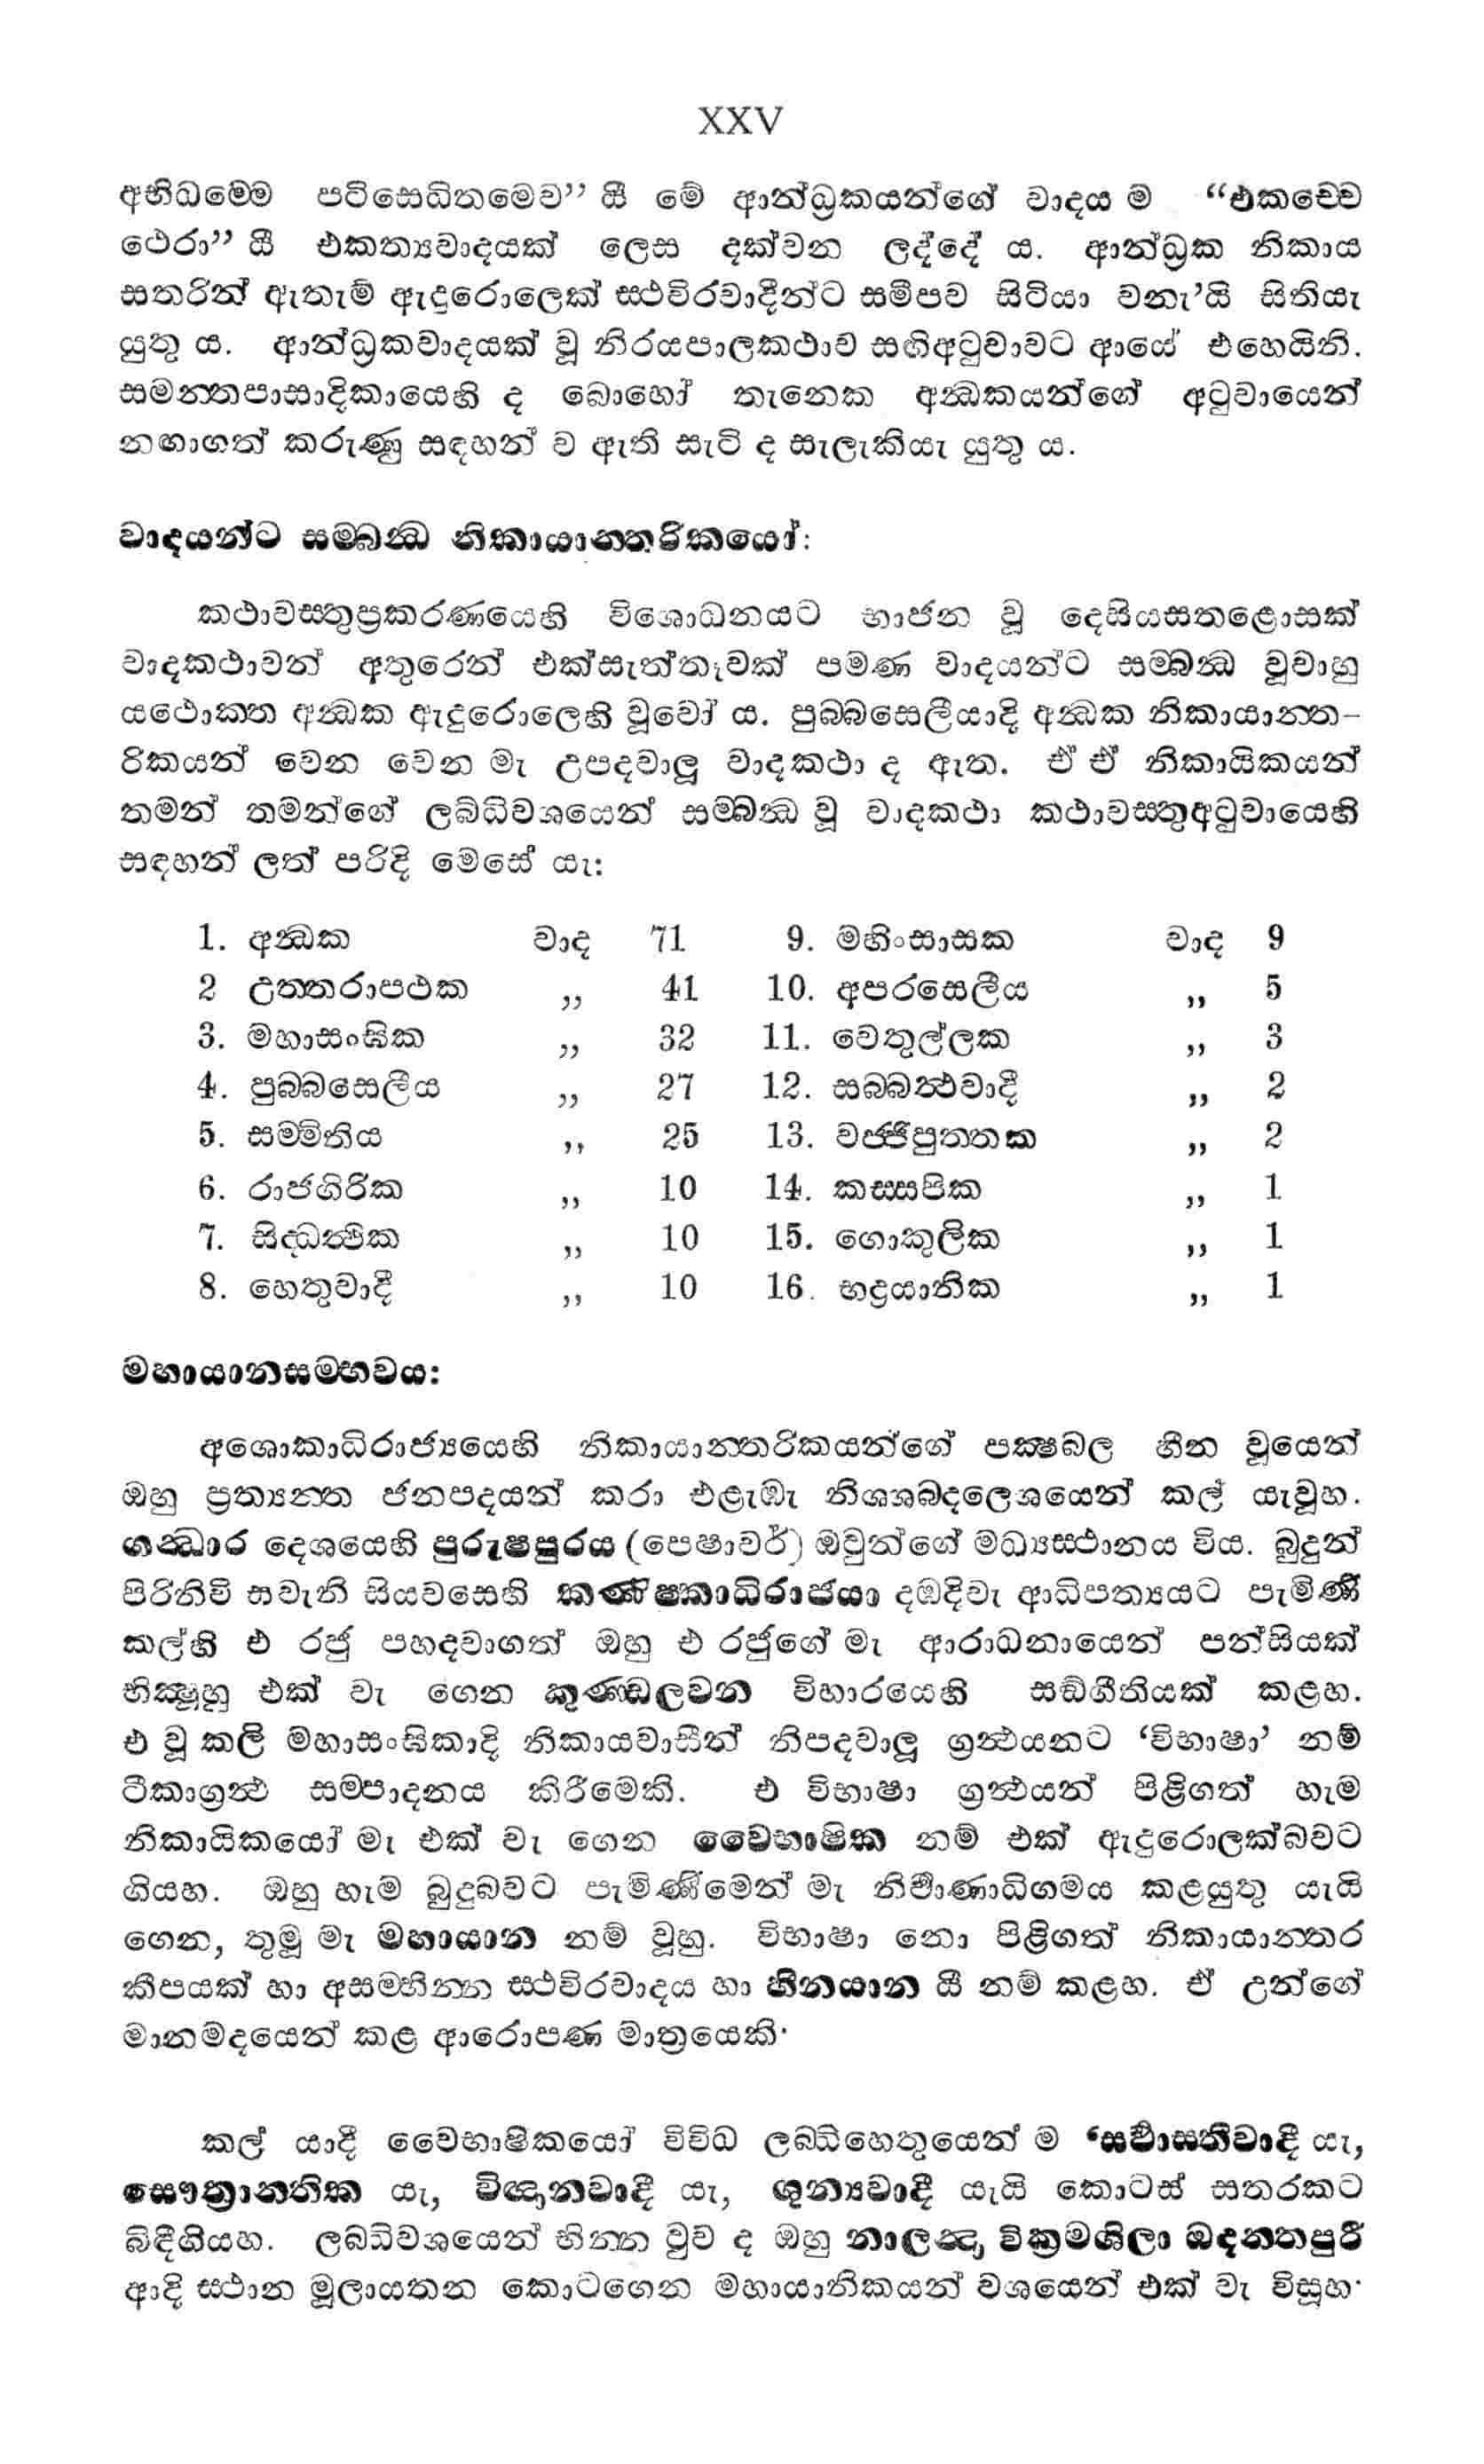 XXV
අභිධම්මෙ පටිසෙධිතමෙව” යී මේ ආන්ධ්‍රකයන්ගේ වාදය ම “එකච්චෙ
ථෙරා” යී එකත්‍යවාදයක් ලෙස දක්වන ලද්දේ ය. ආන්ධ්‍රක නිකාය
සතරින් ඇතැම් ඇදුරොලෙක් ස්ථවිරවාදීන්ට සමීපව සිටියා වනැ’යි සිතියැ
යුතු ය. ආන්ධ්‍රකවාදයක් වූ නිරයපාලකථාව සඟිඅටුවාවට ආයේ එහෙයිනි.
සමන්තපාසාදිකායෙහි ද බොහෝ තැනෙක අන්‍ධකයන්ගේ අටුවායෙන්
නඟාගත් කරුණු සඳහන් ව ඇති සැටි ද සැලැකියැ යුතු ය.
වාදයන්ට සම්බන්‍ධ නිකායාන්තරිකයෝ:
කථාවස්තුප්‍රකරණයෙහි විශොධනයට භාජන වූ දෙසියසතළොසක්
වාදකථාවන් අතුරෙන් එක්සැත්තෑවක් පමණ වාදයන්ට සම්බන්‍ධ වූවාහු
යථොක්ත අන්‍ධක ඇදුරොලෙහි වූවෝ ය. පුබ්බසෙලීයාදි අන්‍ධක නිකායාන්ත-
රිකයන් වෙන වෙන මැ උපදවාලූ වාදකථා ද ඇත. ඒ ඒ නිකායිකයන්
තමන් තමන්ගේ ලබ්ධිවශයෙන් සම්බන්‍ධ වූ වාදකථා කථාවස්තුඅටුවායෙහි
සඳහන් ලත් පරිදි මෙසේ යැ:
1. අන්‍ධක වාද 71 9. මහිංසාසක වාද 9
2 උත්තරාපථක ,, 41 10. අපරසෙලීය ,, 5
3. මහාසංඝික ,, 32 11. වෙතුල්ලක ,, 3
4. පුබ්බසෙලීය ,, 27 12. සබ්බත්‍ථවාදී ,, 2
5. සම්මිතිය ,, 25 13. වජ්ජිපුත්තක ,, 2
6. රාජගිරික ,, 10 14. කස්සපික ,, 1
7. සිද්ධත්‍ථික ,, 10 15. ගොකුලික ,, 1
8. හෙතුවාදී ,, 10 16. භද්‍රයානික ,, 1
මහායානසම්භවය:
අශොකාධිරාජ්‍යයෙහි නිකායාන්තරිකයන්ගේ පක්‍ෂබල හීන වූයෙන්
ඔහු ප්‍රත්‍යන්ත ජනපදයන් කරා එළැඹැ නිශ්ශබ්දලෙශයෙන් කල් යැවූහ.
ගන්‍ධාර දෙශයෙහි පුරුෂපුරය (පෙෂාවර්) ඔවුන්ගේ මධ්‍යස්ථානය විය. බුදුන්
පිරිනිවි සවැනි සියවසෙහි කණිෂ්කාධිරාජයා දඹදිවැ ආධිපත්‍යයට පැමිණි
කල්හි එ රජු පහදවාගත් ඔහු එ රජුගේ මැ ආරාධනායෙන් පන්සියක්
භික්‍ෂූහු එක් වැ ගෙන කුණ්ඩලවන විහාරයෙහි සඞ්ගීතියක් කළහ.
එ වූ කලි මහාසංඝිකාදි නිකායවාසීන් නිපදවාලූ ග්‍රන්‍ථයනට ‘විභාෂා’ නම්
ටීකාග්‍රන්‍ථ සම්පාදනය කිරීමෙකි. එ විභාෂා ග්‍රන්‍ථයන් පිළිගත් හැම
නිකායිකයෝ මැ එක් වැ ගෙන වෛභාෂික නම් එක් ඇදුරොලක්බවට
ගියහ. ඔහු හැම බුදුබවට පැමිණීමෙන් මැ නිර්‍වාණාධිගමය කළයුතු යැයි
ගෙන, තුමූ මැ මහායාන නම් වූහු. විභාෂා නො පිළිගත් නිකායාන්තර
කීපයක් හා අසම්භින්න ස්ථවිරවාදය හා හීනයාන යී නම් කළහ. ඒ උන්ගේ
මානමදයෙන් කළ ආරොපණ මාත්‍රයෙකි.
කල් යාදී වෛභාෂිකයෝ විවිධ ලබ්ධිහෙතුයෙන් ම ‘සර්‍වාස්තිවාදී යැ,
සෞත්‍රාන්තික යැ, විඥානවාදී යැ, ශූන්‍යවාදී යැයි කොටස් සතරකට
බිඳීගියහ. ලබ්ධිවශයෙන් භින්න වුව ද ඔහු නාලන්‍දා, වික්‍රමශිලා ඔදන්තපුරී
ආදි ස්ථාන මූලායතන කොටගෙන මහායානිකයන් වශයෙන් එක් වැ විසූහ.